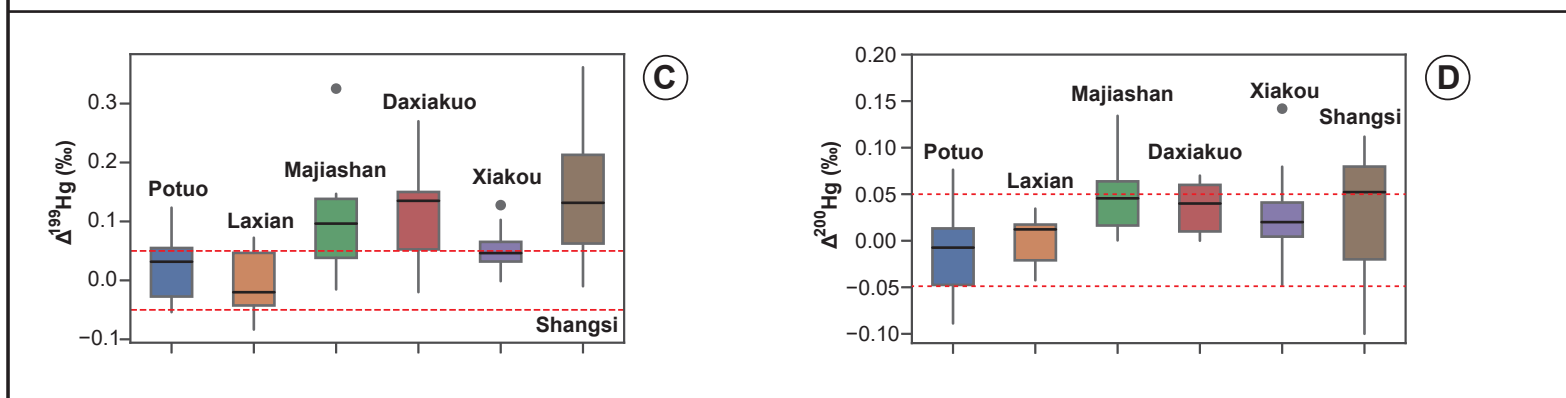 C
Δ¹⁹⁹Hg (‰)
0.3
0.2
0.1
0.0
−0.1
Potuo
Laxian
Majiashan
Daxiakuo
Xiakou
Shangsi
D
Δ²⁰⁰Hg (‰)
0.20
0.15
0.10
0.05
0.00
−0.05
−0.10
Potuo
Laxian
Majiashan
Daxiakuo
Xiakou
Shangsi